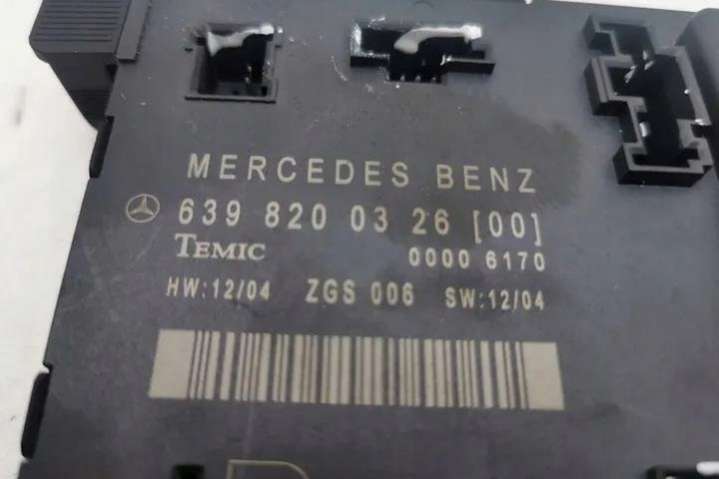 MERCEDES BENZ
639 820 03 26 [00]
TEMIC 0000 6170
HW:12/04 ZGS 006 SW:12/04